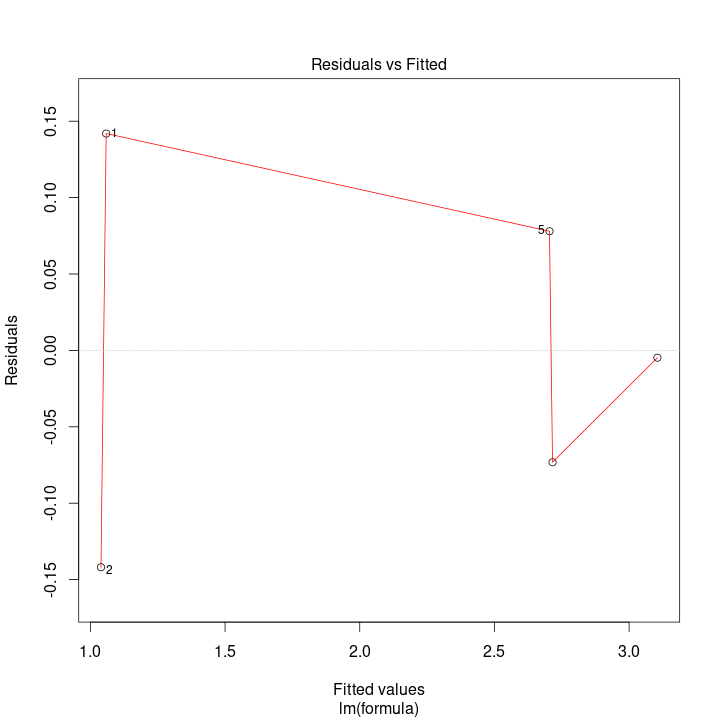 Residuals vs Fitted
0.15
0.10
0.05
0.00
-0.05
-0.10
-0.15
Residuals
1
5
2
1.0 1.5 2.0 2.5 3.0
Fitted values
lm(formula)